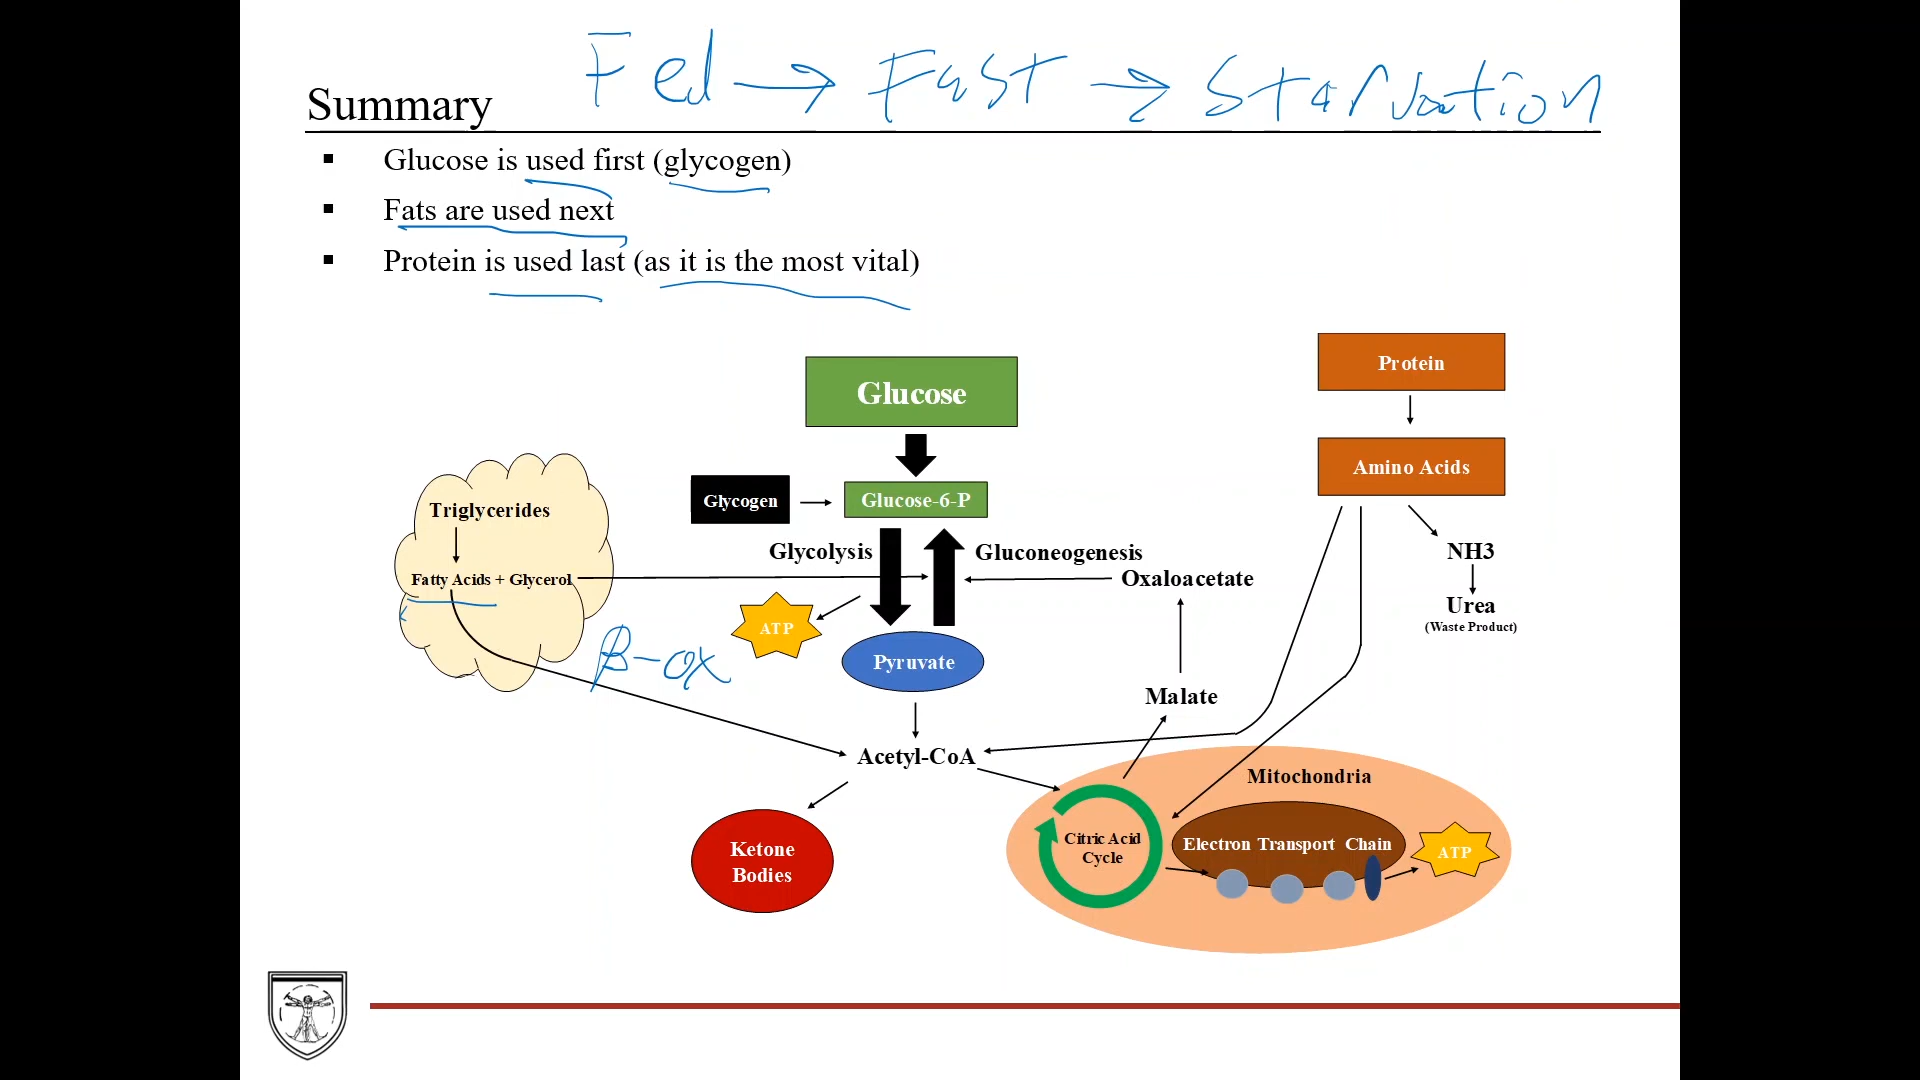 Fed → Fast → Starvation
Summary
▪ Glucose is used first (glycogen)
▪ Fats are used next
▪ Protein is used last (as it is the most vital)
Protein
Glucose
Amino Acids
Glycogen
Glucose-6-P
Triglycerides
Glycolysis
Gluconeogenesis
NH3
Fatty Acids + Glycerol
Oxaloacetate
Urea
(Waste Product)
ATP
β-ox
Pyruvate
Malate
Acetyl-CoA
Mitochondria
Ketone
Bodies
Citric Acid
Cycle
Electron Transport Chain
ATP